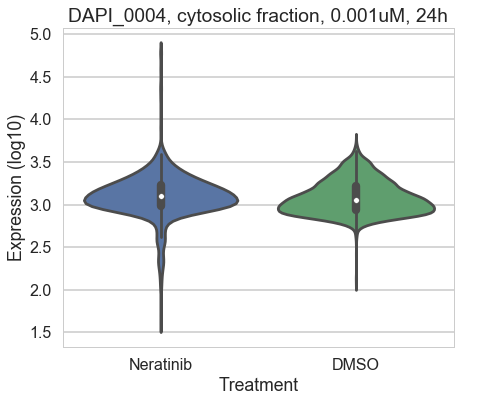 DAPI_0004, cytosolic fraction, 0.001uM, 24h
Expression (log10)
5.0
4.5
4.0
3.5
3.0
2.5
2.0
1.5
Neratinib
DMSO
Treatment